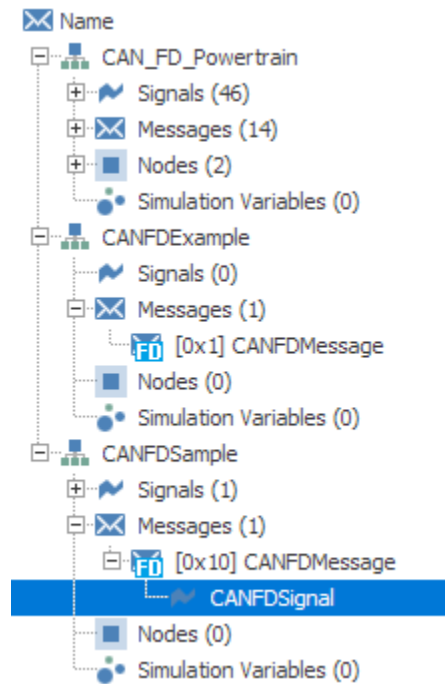 Name
CAN_FD_Powertrain
Signals (46)
Messages (14)
Nodes (2)
Simulation Variables (0)
CANFDExample
Signals (0)
Messages (1)
FD [0x1] CANFDMessage
Nodes (0)
Simulation Variables (0)
CANFDSample
Signals (1)
Messages (1)
FD [0x10] CANFDMessage
CANFDSignal
Nodes (0)
Simulation Variables (0)